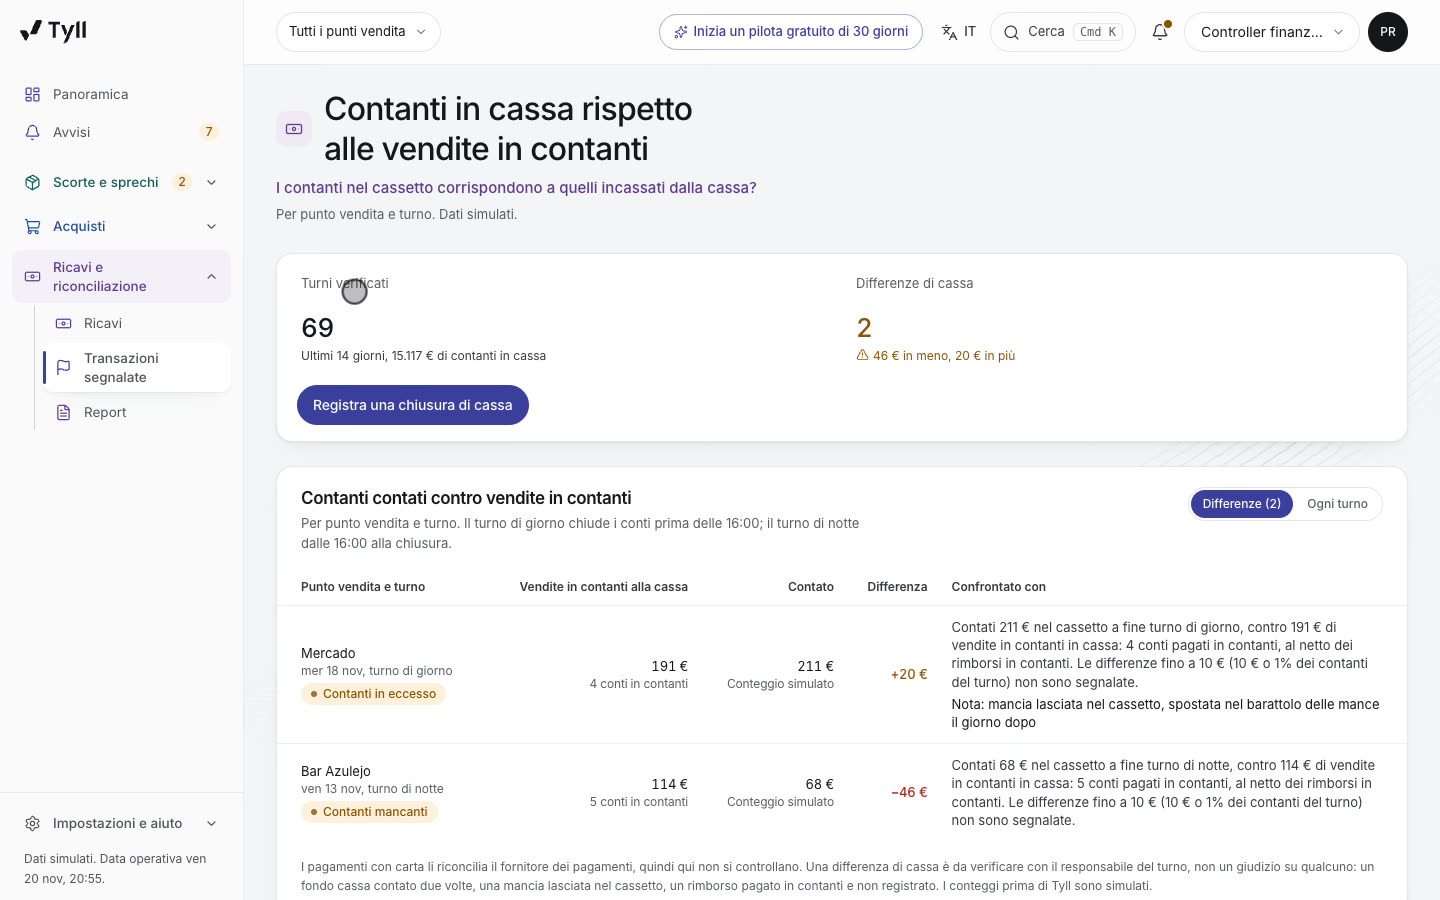 Tyll
Tutti i punti vendita
Inizia un pilota gratuito di 30 giorni
IT
Cerca
Cmd K
Controller finanz...
PR
Panoramica
Avvisi
7
Scorte e sprechi
2
Acquisti
Ricavi e
riconciliazione
Ricavi
Transazioni
segnalate
Report
Impostazioni e aiuto
Dati simulati. Data operativa ven
20 nov, 20:55.
Contanti in cassa rispetto
alle vendite in contanti
I contanti nel cassetto corrispondono a quelli incassati dalla cassa?
Per punto vendita e turno. Dati simulati.
Turni verificati
69
Ultimi 14 giorni, 15.117 € di contanti in cassa
Differenze di cassa
2
46 € in meno, 20 € in più
Registra una chiusura di cassa
Contanti contati contro vendite in contanti
Per punto vendita e turno. Il turno di giorno chiude i conti prima delle 16:00; il turno di notte
dalle 16:00 alla chiusura.
Differenze (2)
Ogni turno
Punto vendita e turno
Vendite in contanti alla cassa
Contato
Differenza
Confrontato con
Mercado
mer 18 nov, turno di giorno
Contanti in eccesso
191 €
4 conti in contanti
211 €
Conteggio simulato
+20 €
Contati 211 € nel cassetto a fine turno di giorno, contro 191 € di
vendite in contanti in cassa: 4 conti pagati in contanti, al netto dei
rimborsi in contanti. Le differenze fino a 10 € (10 € o 1% dei contanti
del turno) non sono segnalate.
Nota: mancia lasciata nel cassetto, spostata nel barattolo delle mance
il giorno dopo
Bar Azulejo
ven 13 nov, turno di notte
Contanti mancanti
114 €
5 conti in contanti
68 €
Conteggio simulato
−46 €
Contati 68 € nel cassetto a fine turno di notte, contro 114 € di vendite
in contanti in cassa: 5 conti pagati in contanti, al netto dei rimborsi in
contanti. Le differenze fino a 10 € (10 € o 1% dei contanti del turno)
non sono segnalate.
I pagamenti con carta li riconcilia il fornitore dei pagamenti, quindi qui non si controllano. Una differenza di cassa è da verificare con il responsabile del turno, non un giudizio su qualcuno: un
fondo cassa contato due volte, una mancia lasciata nel cassetto, un rimborso pagato in contanti e non registrato. I conteggi prima di Tyll sono simulati.